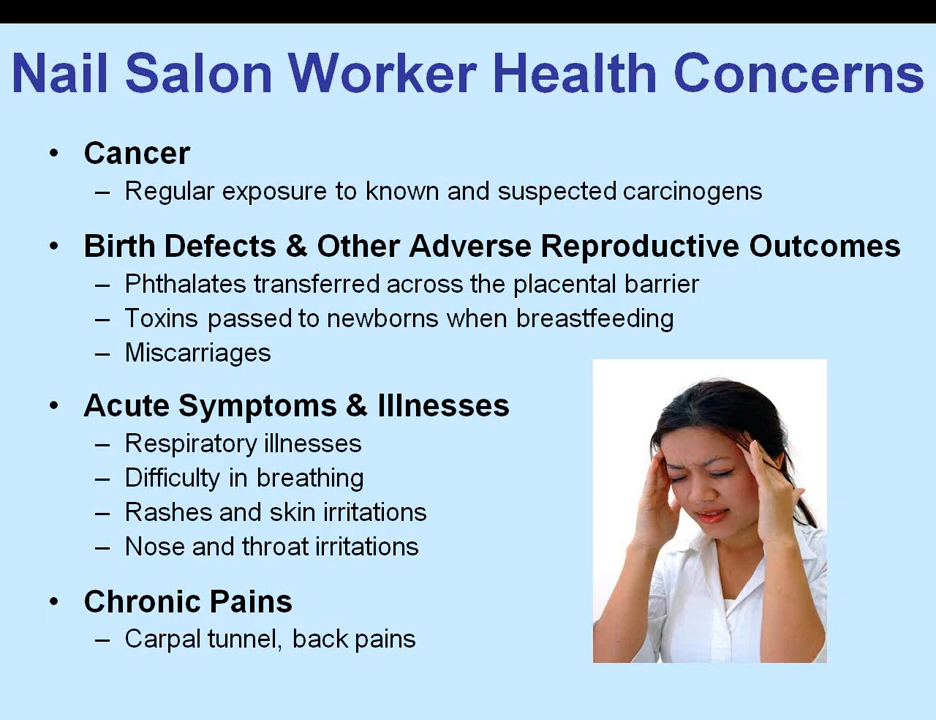 Nail Salon Worker Health Concerns
• Cancer
– Regular exposure to known and suspected carcinogens
• Birth Defects & Other Adverse Reproductive Outcomes
– Phthalates transferred across the placental barrier
– Toxins passed to newborns when breastfeeding
– Miscarriages
• Acute Symptoms & Illnesses
– Respiratory illnesses
– Difficulty in breathing
– Rashes and skin irritations
– Nose and throat irritations
• Chronic Pains
– Carpal tunnel, back pains